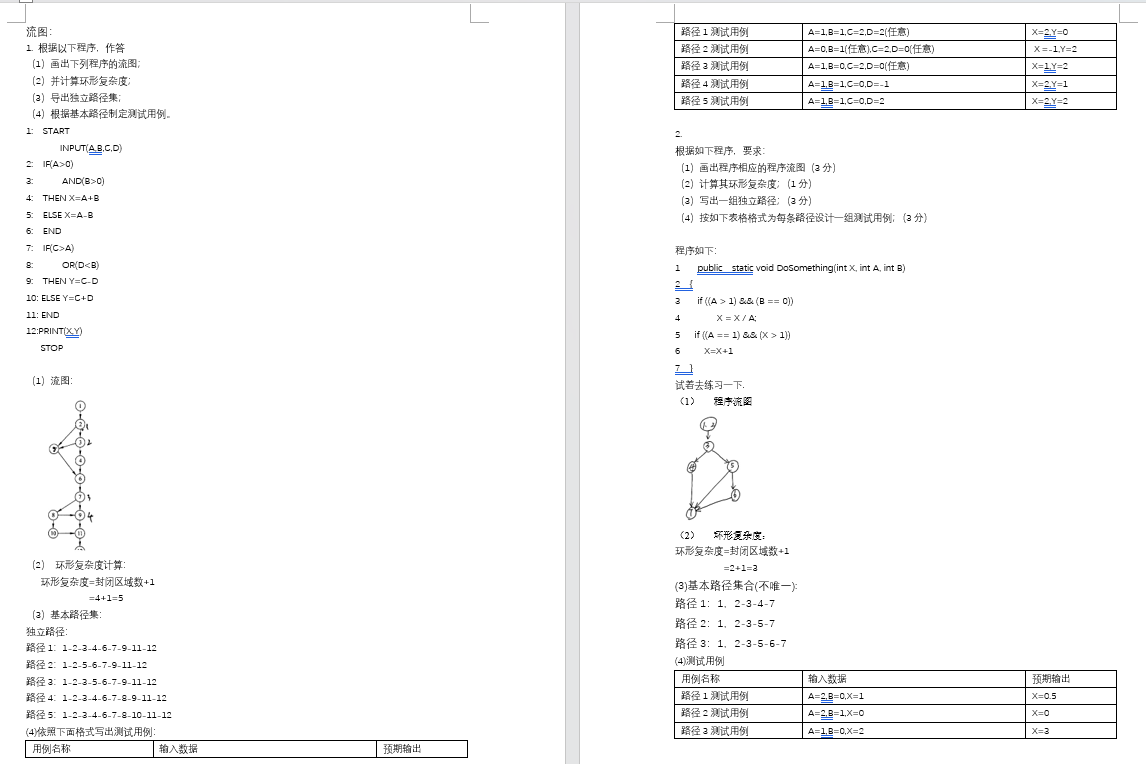 流图:
1. 根据以下程序，作答
（1）画出下列程序的流图;
（2）并计算环形复杂度;
（3）导出独立路径集;
（4）根据基本路径制定测试用例。
1: START
INPUT(A,B,C,D)
2: IF(A>0)
3: AND(B>0)
4: THEN X=A+B
5: ELSE X=A-B
6: END
7: IF(C>A)
8: OR(D<B)
9: THEN Y=C-D
10: ELSE Y=C+D
11: END
12:PRINT(X,Y)
STOP
（1）流图:
1
2
3
4
6
7
8
9
10
11
（2） 环形复杂度计算:
环形复杂度=封闭区域数+1
=4+1=5
（3）基本路径集:
独立路径:
路径 1: 1-2-3-4-6-7-9-11-12
路径 2: 1-2-5-6-7-9-11-12
路径 3: 1-2-3-5-6-7-9-11-12
路径 4: 1-2-3-4-6-7-8-9-11-12
路径 5: 1-2-3-4-6-7-8-10-11-12
(4)依照下面格式写出测试用例:
用例名称 输入数据 预期输出
路径 1 测试用例 A=1,B=1,C=2,D=2(任意) X=2,Y=0
路径 2 测试用例 A=0,B=1(任意),C=2,D=0(任意) X =-1,Y=2
路径 3 测试用例 A=1,B=0,C=2,D=0(任意) X=1,Y=2
路径 4 测试用例 A=1,B=1,C=0,D=-1 X=2,Y=1
路径 5 测试用例 A=1,B=1,C=0,D=2 X=2,Y=2
2.
根据如下程序，要求:
（1）画出程序相应的程序流图（3 分）
（2）计算其环形复杂度;（1 分）
（3）写出一组独立路径;（3 分）
（4）按如下表格格式为每条路径设计一组测试用例;（3 分）
程序如下:
1 public static void DoSomething(int X, int A, int B)
2 {
3 if ((A > 1) && (B == 0))
4 X = X / A;
5 if ((A == 1) && (X > 1))
6 X=X+1
7 }
试着去练习一下.
（1） 程序流图
1.2
3
4
5
6
7
（2） 环形复杂度:
环形复杂度=封闭区域数+1
=2+1=3
(3)基本路径集合(不唯一):
路径 1: 1，2-3-4-7
路径 2: 1，2-3-5-7
路径 3: 1，2-3-5-6-7
(4)测试用例
用例名称 输入数据 预期输出
路径 1 测试用例 A=2,B=0,X=1 X=0.5
路径 2 测试用例 A=2,B=1,X=0 X=0
路径 3 测试用例 A=1,B=0,X=2 X=3